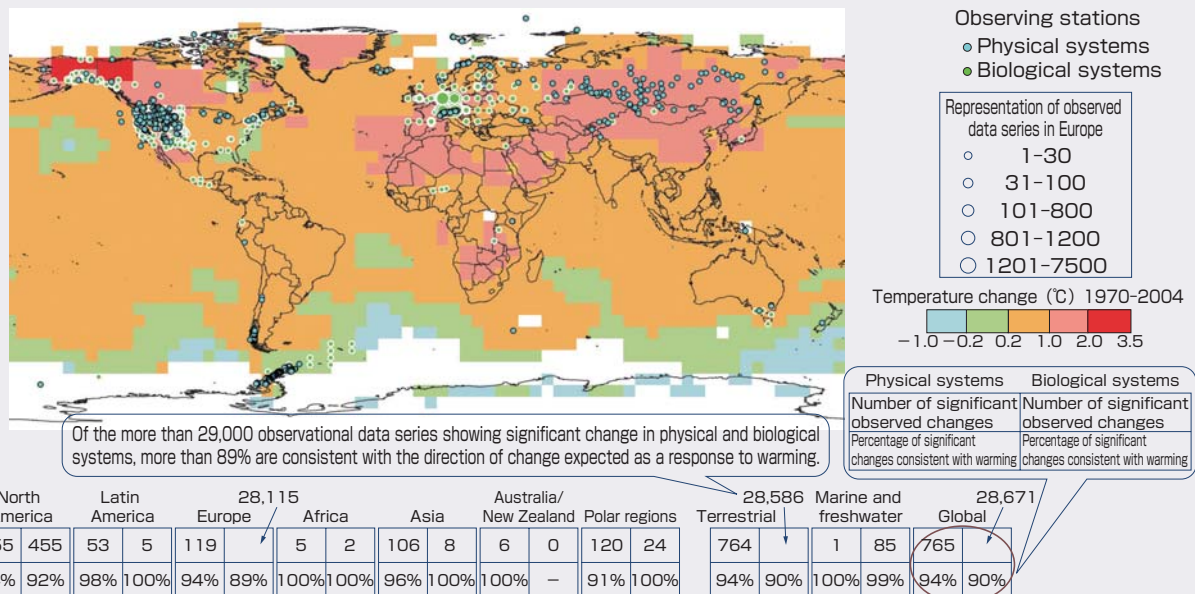 Observing stations
Physical systems
Biological systems
Representation of observed
data series in Europe
1-30
31-100
101-800
801-1200
1201-7500
Temperature change (℃) 1970-2004
−1.0 −0.2 0.2 1.0 2.0 3.5
Physical systems Biological systems
Number of significant observed changes Number of significant observed changes
Percentage of significant changes consistent with warming Percentage of significant changes consistent with warming
Of the more than 29,000 observational data series showing significant change in physical and biological
systems, more than 89% are consistent with the direction of change expected as a response to warming.
North Latin 28,115 Australia/ 28,586 Marine and 28,671
America Europe Africa Asia New Zealand Polar regions Terrestrial freshwater Global
455 53 5 119 5 2 106 8 6 0 120 24 764 1 85 765
92% 98% 100% 94% 89% 100% 100% 96% 100% 100% − 91% 100% 94% 90% 100% 99% 94% 90%